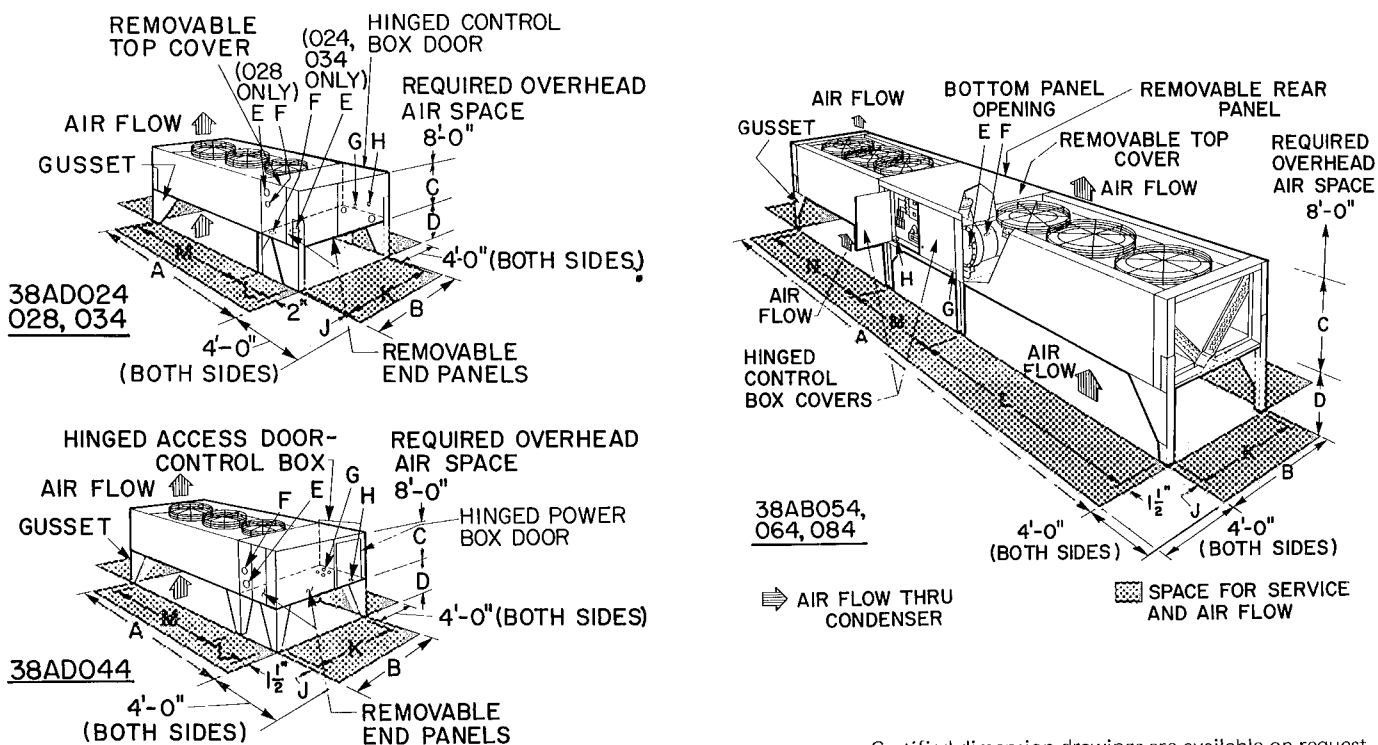 REMOVABLE
TOP COVER
(028
ONLY)
E F
(024,
034
ONLY)
F E
HINGED CONTROL
BOX DOOR
REQUIRED OVERHEAD
AIR SPACE
8'-0"
G H
AIR FLOW
GUSSET
C
D
4'-0" (BOTH SIDES)
M
A
L
2"
K
B
J
38AD024
028, 034
4'-0"
(BOTH SIDES)
REMOVABLE
END PANELS
HINGED ACCESS DOOR-
CONTROL BOX
REQUIRED OVERHEAD
AIR SPACE
8'-0"
AIR FLOW
F E G H
GUSSET
HINGED POWER
BOX DOOR
C
D
4'-0" (BOTH SIDES)
M
A
L
1 1/2"
K
B
J
38AD044
4'-0"
(BOTH SIDES)
REMOVABLE
END PANELS
AIR FLOW
BOTTOM PANEL
OPENING
E F
REMOVABLE REAR
PANEL
GUSSET
REMOVABLE TOP
COVER
AIR FLOW
REQUIRED
OVERHEAD
AIR SPACE
8'-0"
H
G
N
AIR
FLOW
A
M
C
AIR
FLOW
D
HINGED
CONTROL
BOX COVERS
L
K
B
1 1/2"
J
38AB054,
064, 084
4'-0"
(BOTH SIDES)
4'-0"
(BOTH SIDES)
AIR FLOW THRU
CONDENSER
SPACE FOR SERVICE
AND AIR FLOW
Certified dimension drawings are available on request